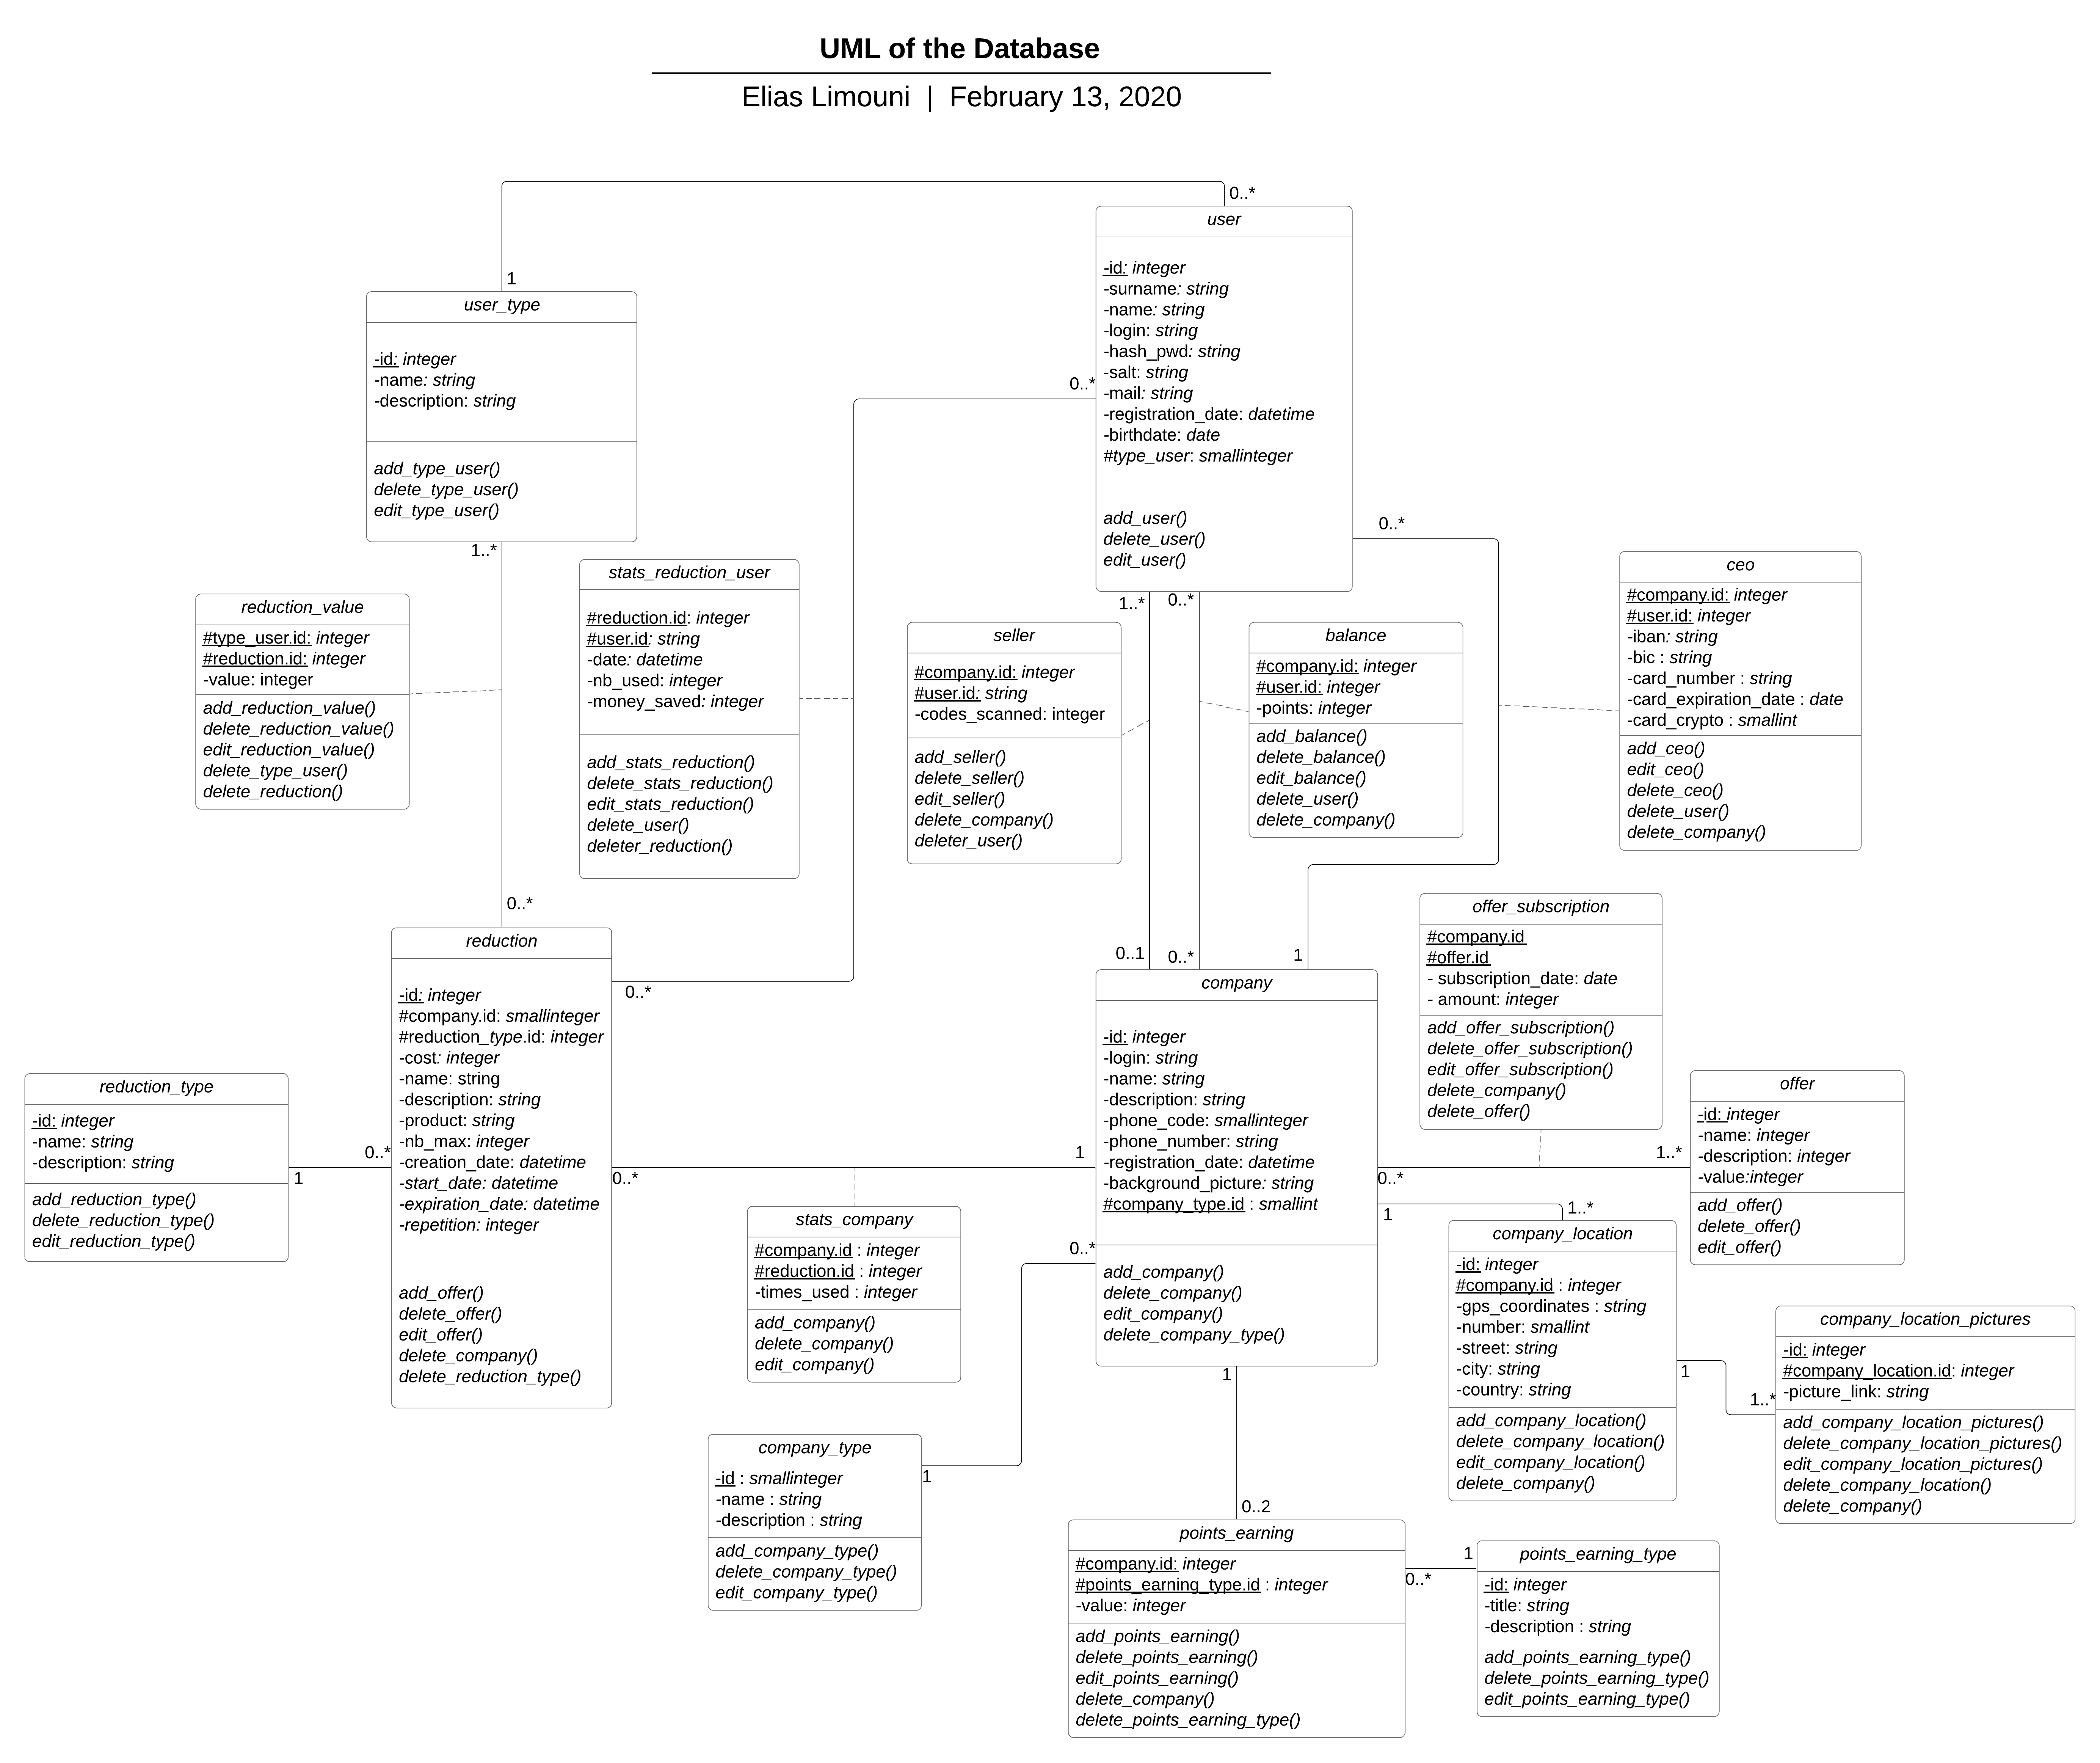 UML of the Database
Elias Limouni | February 13, 2020
0..*
1
user
-id: integer
-surname: string
-name: string
-login: string
-hash_pwd: string
-salt: string
-mail: string
-registration_date: datetime
-birthdate: date
#type_user: smallinteger
add_user()
delete_user()
edit_user()
0..*
0..*
1..*
0..*
user_type
-id: integer
-name: string
-description: string
add_type_user()
delete_type_user()
edit_type_user()
1..*
0..*
reduction_value
#type_user.id: integer
#reduction.id: integer
-value: integer
add_reduction_value()
delete_reduction_value()
edit_reduction_value()
delete_type_user()
delete_reduction()
stats_reduction_user
#reduction.id: integer
#user.id: string
-date: datetime
-nb_used: integer
-money_saved: integer
add_stats_reduction()
delete_stats_reduction()
edit_stats_reduction()
delete_user()
deleter_reduction()
seller
#company.id: integer
#user.id: string
-codes_scanned: integer
add_seller()
delete_seller()
edit_seller()
delete_company()
deleter_user()
balance
#company.id: integer
#user.id: integer
-points: integer
add_balance()
delete_balance()
edit_balance()
delete_user()
delete_company()
ceo
#company.id: integer
#user.id: integer
-iban: string
-bic : string
-card_number : string
-card_expiration_date : date
-card_crypto : smallint
add_ceo()
edit_ceo()
delete_ceo()
delete_user()
delete_company()
0..1
0..*
1
reduction
-id: integer
#company.id: smallinteger
#reduction_type.id: integer
-cost: integer
-name: string
-description: string
-product: string
-nb_max: integer
-creation_date: datetime
-start_date: datetime
-expiration_date: datetime
-repetition: integer
add_offer()
delete_offer()
edit_offer()
delete_company()
delete_reduction_type()
0..*
0..*
0..*
1
reduction_type
-id: integer
-name: string
-description: string
add_reduction_type()
delete_reduction_type()
edit_reduction_type()
1
company
-id: integer
-login: string
-name: string
-description: string
-phone_code: smallinteger
-phone_number: string
-registration_date: datetime
-background_picture: string
#company_type.id : smallint
add_company()
delete_company()
edit_company()
delete_company_type()
0..*
0..*
1
1
offer_subscription
#company.id
#offer.id
- subscription_date: date
- amount: integer
add_offer_subscription()
delete_offer_subscription()
edit_offer_subscription()
delete_company()
delete_offer()
1..*
offer
-id: integer
-name: integer
-description: integer
-value:integer
add_offer()
delete_offer()
edit_offer()
stats_company
#company.id : integer
#reduction.id : integer
-times_used : integer
add_company()
delete_company()
edit_company()
1..*
company_location
-id: integer
#company.id : integer
-gps_coordinates : string
-number: smallint
-street: string
-city: string
-country: string
add_company_location()
delete_company_location()
edit_company_location()
delete_company()
1
1..*
company_location_pictures
-id: integer
#company_location.id: integer
-picture_link: string
add_company_location_pictures()
delete_company_location_pictures()
edit_company_location_pictures()
delete_company_location()
delete_company()
company_type
-id : smallinteger
-name : string
-description : string
add_company_type()
delete_company_type()
edit_company_type()
1
0..2
points_earning
#company.id: integer
#points_earning_type.id : integer
-value: integer
add_points_earning()
delete_points_earning()
edit_points_earning()
delete_company()
delete_points_earning_type()
0..*
1
points_earning_type
-id: integer
-title: string
-description : string
add_points_earning_type()
delete_points_earning_type()
edit_points_earning_type()